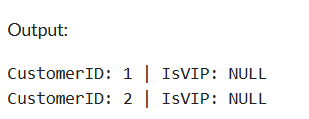 Output:
CustomerID: 1 | IsVIP: NULL
CustomerID: 2 | IsVIP: NULL